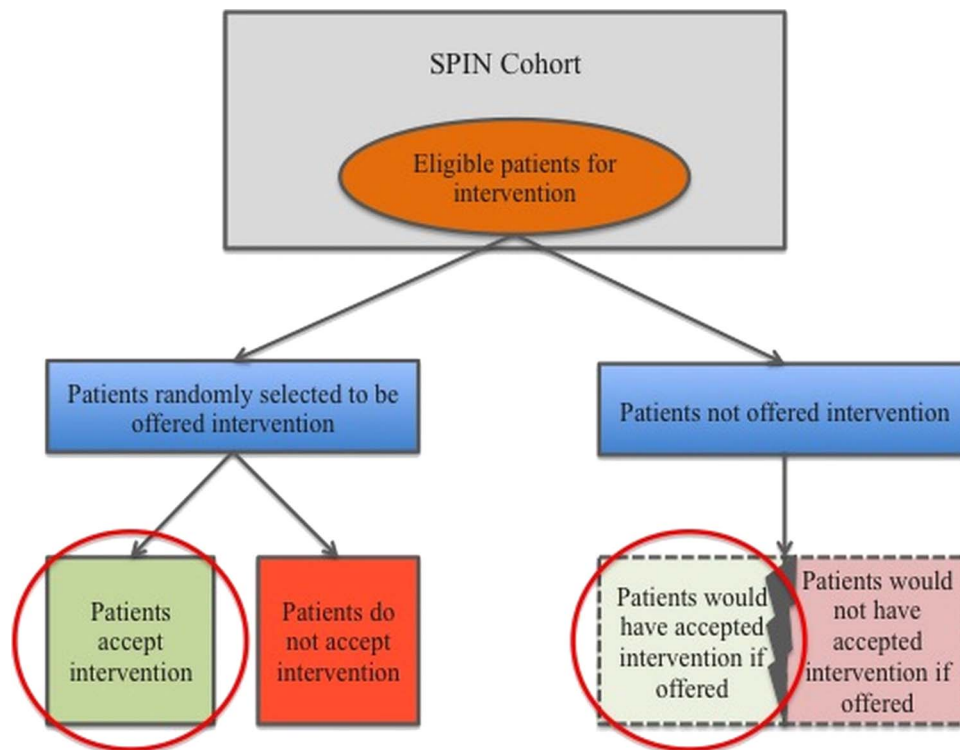 SPIN Cohort
Eligible patients for
intervention
Patients randomly selected to be
offered intervention
Patients not offered intervention
Patients
accept
intervention
Patients do
not accept
intervention
Patients would
have accepted
intervention if
offered
Patients would
not have
accepted
intervention if
offered